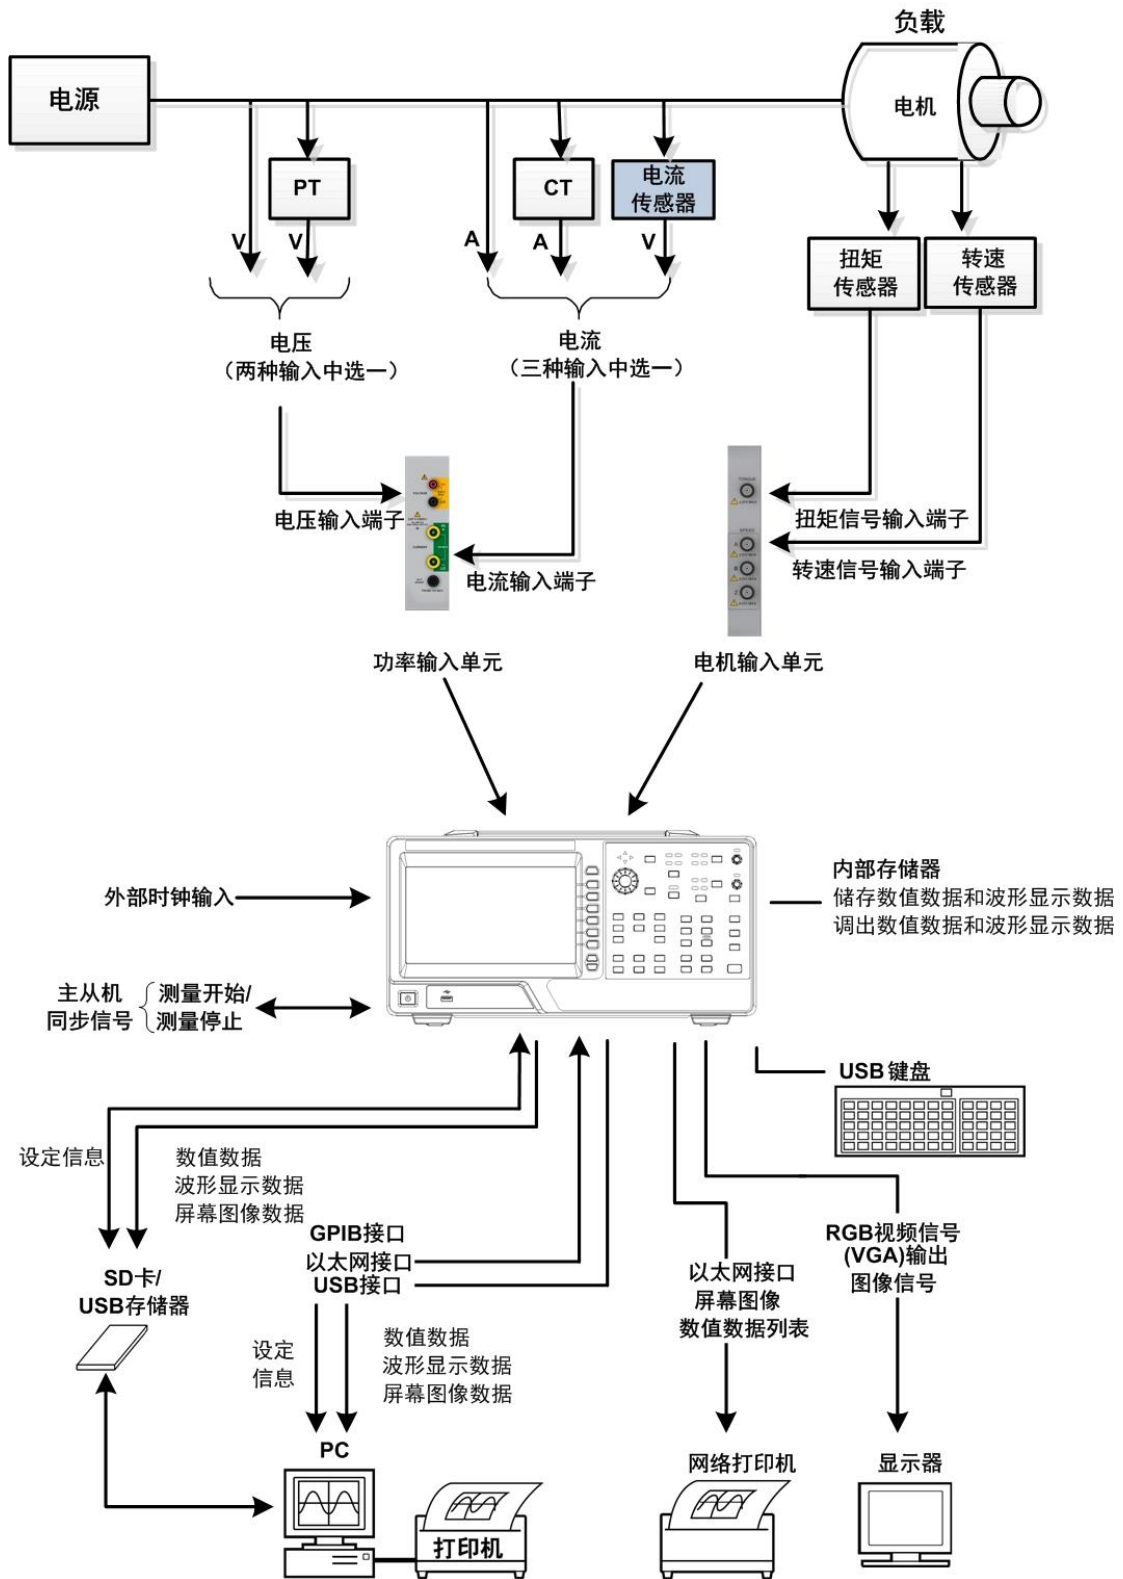 负载
电源
电机
PT
CT
电流
传感器
V
V
A
A
V
扭矩
传感器
转速
传感器
电压
（两种输入中选一）
电流
（三种输入中选一）
电压输入端子
电流输入端子
扭矩信号输入端子
转速信号输入端子
功率输入单元
电机输入单元
外部时钟输入
内部存储器
储存数值数据和波形显示数据
调出数值数据和波形显示数据
主从机
同步信号
测量开始/
测量停止
USB 键盘
设定信息
数值数据
波形显示数据
屏幕图像数据
GPIB接口
以太网接口
USB接口
RGB视频信号
(VGA)输出
图像信号
SD卡/
USB存储器
以太网接口
屏幕图像
数值数据列表
设定
信息
数值数据
波形显示数据
屏幕图像数据
PC
网络打印机
显示器
打印机